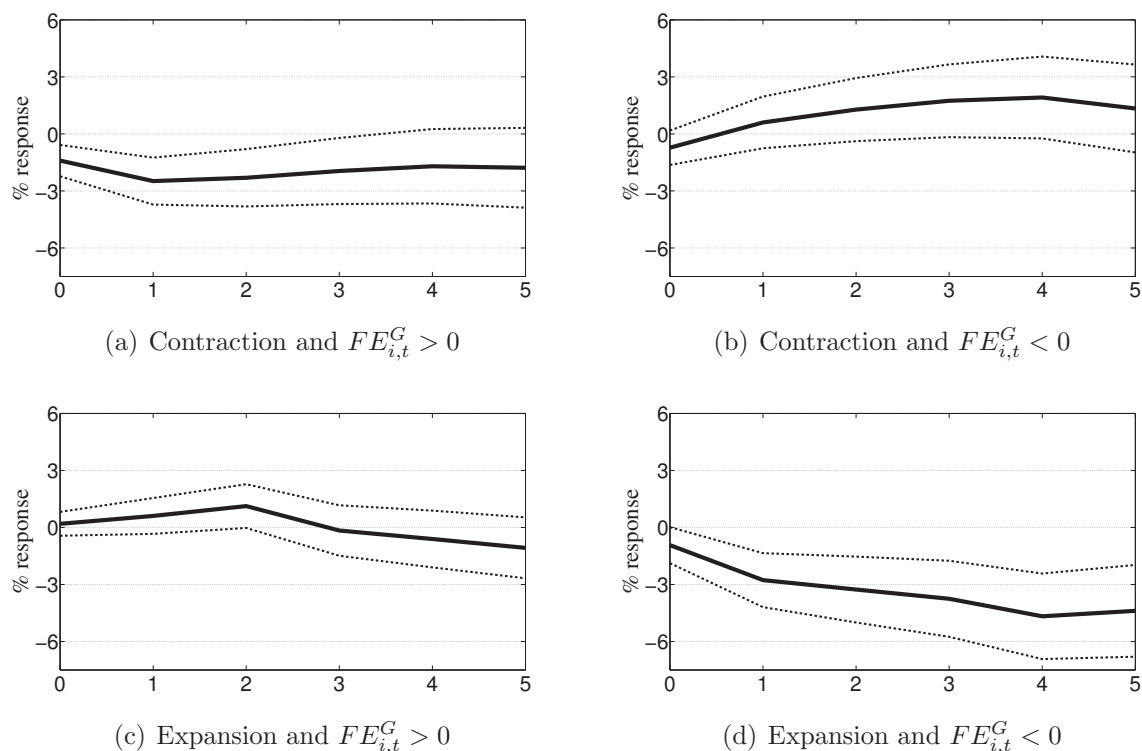 6
3
0
−3
−6
% response
0 1 2 3 4 5
(a) Contraction and $FE^G_{i,t} > 0$
6
3
0
−3
−6
% response
0 1 2 3 4 5
(b) Contraction and $FE^G_{i,t} < 0$
6
3
0
−3
−6
% response
0 1 2 3 4 5
(c) Expansion and $FE^G_{i,t} > 0$
6
3
0
−3
−6
% response
0 1 2 3 4 5
(d) Expansion and $FE^G_{i,t} < 0$